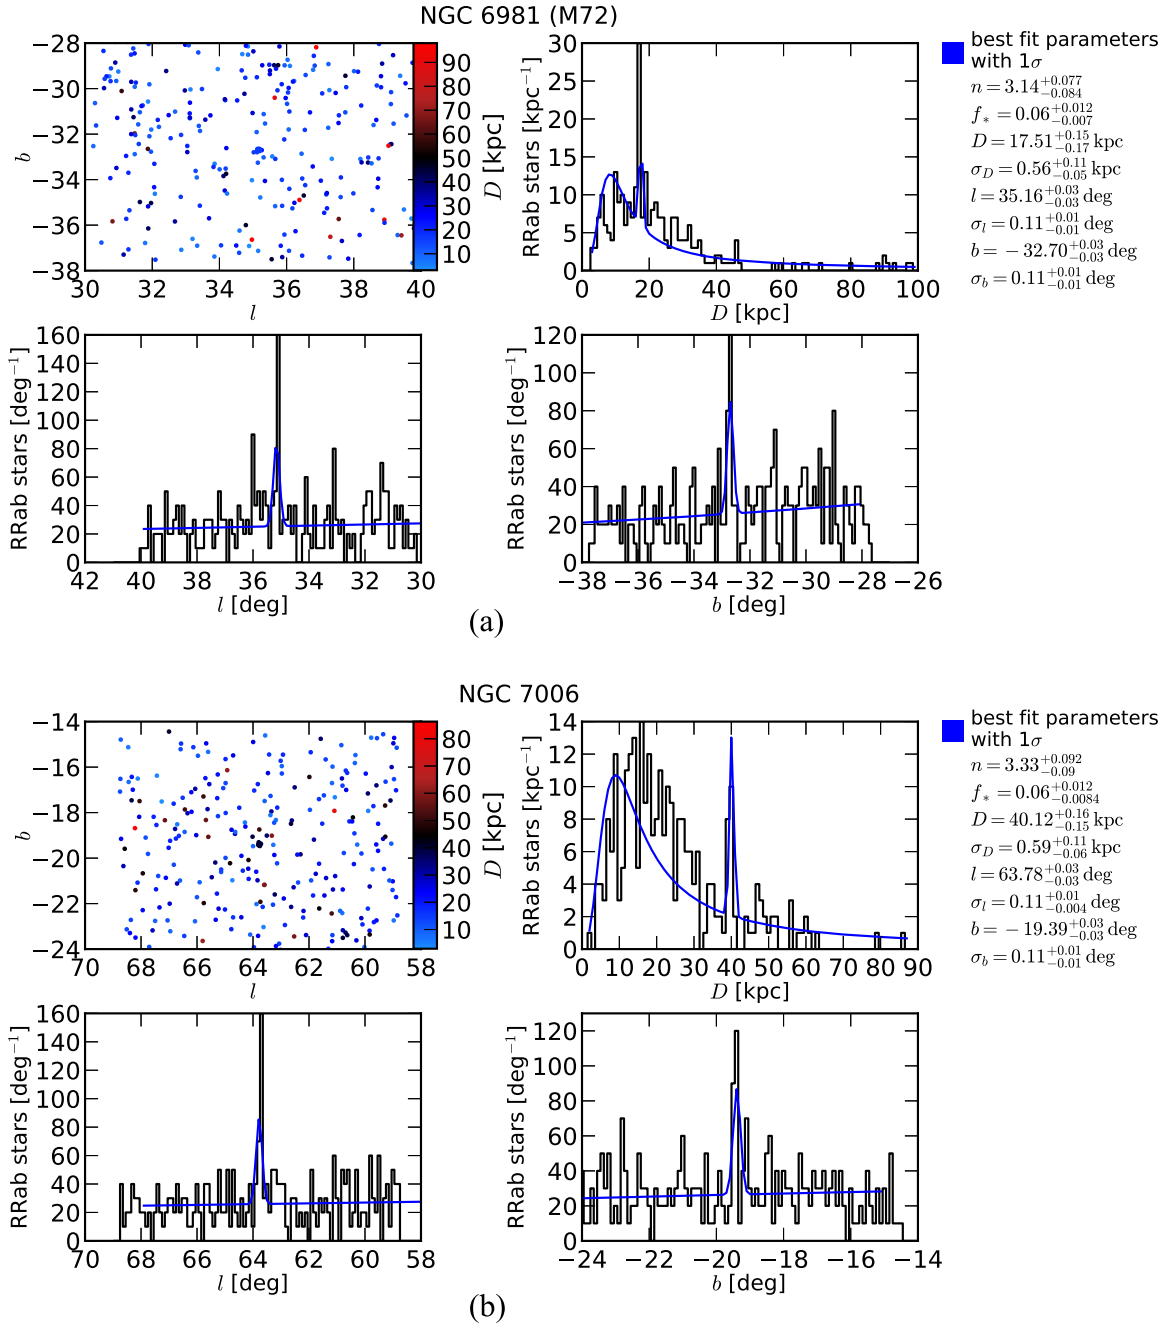 NGC 6981 (M72)
−28
−30
−32
−34
−36
−38
b
30 32 34 36 38 40
l
90
80
70
60
50
40
30
20
10
D [kpc]
30
25
20
15
10
5
0
RRab stars [kpc⁻¹]
0 20 40 60 80 100
D [kpc]
best fit parameters
with 1σ
n = 3.14 +0.077 −0.084
f∗ = 0.06 +0.012 −0.007
D = 17.51 +0.15 −0.17 kpc
σ_D = 0.56 +0.11 −0.05 kpc
l = 35.16 +0.03 −0.03 deg
σ_l = 0.11 +0.01 −0.01 deg
b = −32.70 +0.03 −0.03 deg
σ_b = 0.11 +0.01 −0.01 deg
160
140
120
100
80
60
40
20
0
RRab stars [deg⁻¹]
42 40 38 36 34 32 30
l [deg]
120
100
80
60
40
20
0
RRab stars [deg⁻¹]
−38 −36 −34 −32 −30 −28 −26
b [deg]
(a)
NGC 7006
−14
−16
−18
−20
−22
−24
b
70 68 66 64 62 60 58
l
80
70
60
50
40
30
20
10
D [kpc]
14
12
10
8
6
4
2
0
RRab stars [kpc⁻¹]
0 10 20 30 40 50 60 70 80 90
D [kpc]
best fit parameters
with 1σ
n = 3.33 +0.092 −0.09
f∗ = 0.06 +0.012 −0.0084
D = 40.12 +0.16 −0.15 kpc
σ_D = 0.59 +0.11 −0.06 kpc
l = 63.78 +0.03 −0.03 deg
σ_l = 0.11 +0.01 −0.004 deg
b = −19.39 +0.03 −0.03 deg
σ_b = 0.11 +0.01 −0.01 deg
160
140
120
100
80
60
40
20
0
RRab stars [deg⁻¹]
70 68 66 64 62 60 58
l [deg]
120
100
80
60
40
20
0
RRab stars [deg⁻¹]
−24 −22 −20 −18 −16 −14
b [deg]
(b)